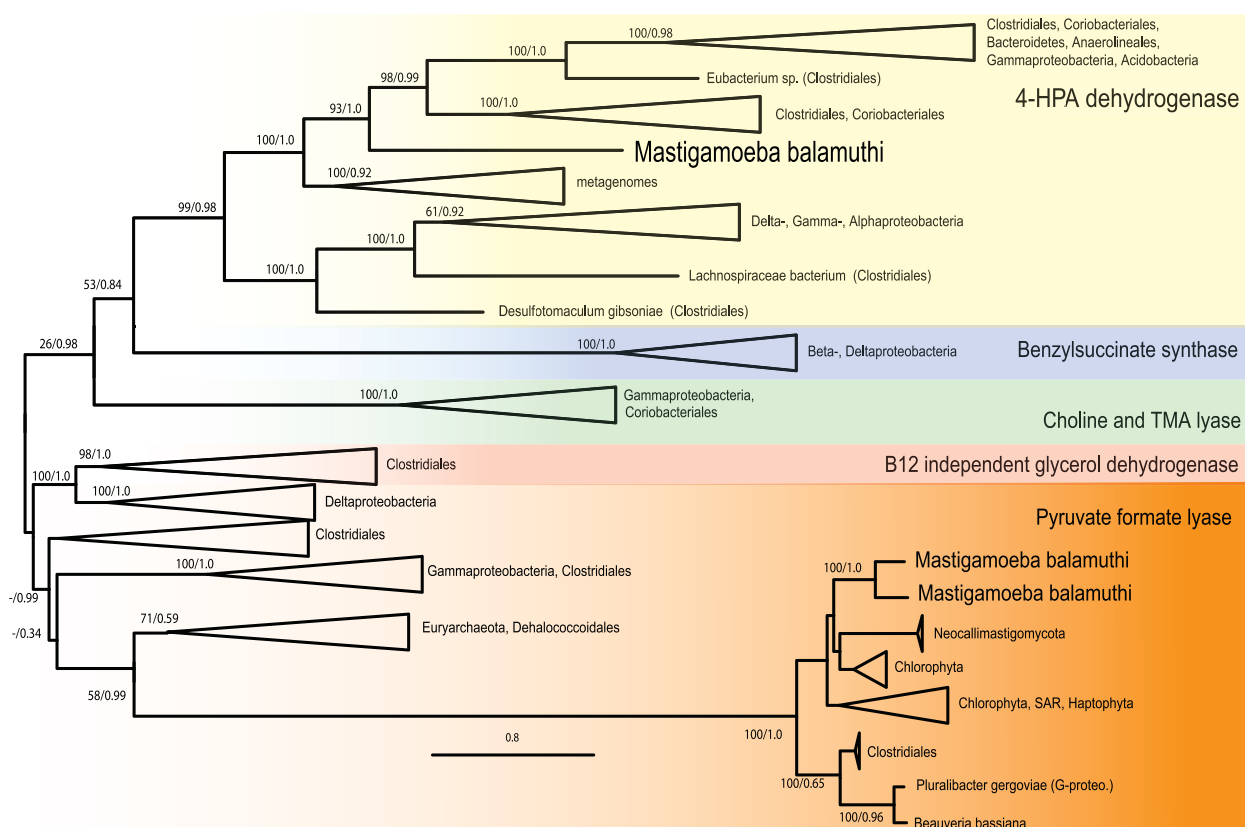 100/0.98
Clostridiales, Coriobacteriales,
Bacteroidetes, Anaerolineales,
Gammaproteobacteria, Acidobacteria
100/1.0
98/0.99
Eubacterium sp. (Clostridiales)
4-HPA dehydrogenase
93/1.0
100/1.0
Clostridiales, Coriobacteriales
100/1.0
Mastigamoeba balamuthi
100/0.92
metagenomes
99/0.98
61/0.92
Delta-, Gamma-, Alphaproteobacteria
100/1.0
100/1.0
Lachnospiraceae bacterium (Clostridiales)
53/0.84
Desulfotomaculum gibsoniae (Clostridiales)
26/0.98
100/1.0
Beta-, Deltaproteobacteria
Benzylsuccinate synthase
100/1.0
Gammaproteobacteria,
Coriobacteriales
Choline and TMA lyase
98/1.0
Clostridiales
B12 independent glycerol dehydrogenase
100/1.0
100/1.0
Deltaproteobacteria
Pyruvate formate lyase
Clostridiales
100/1.0
Gammaproteobacteria, Clostridiales
100/1.0
Mastigamoeba balamuthi
Mastigamoeba balamuthi
-/0.99
71/0.59
Euryarchaeota, Dehalococcoidales
-/0.34
Neocallimastigomycota
Chlorophyta
58/0.99
Chlorophyta, SAR, Haptophyta
100/1.0
0.8
Clostridiales
100/0.65
Pluralibacter gergoviae (G-proteo.)
100/0.96
Beauveria bassiana